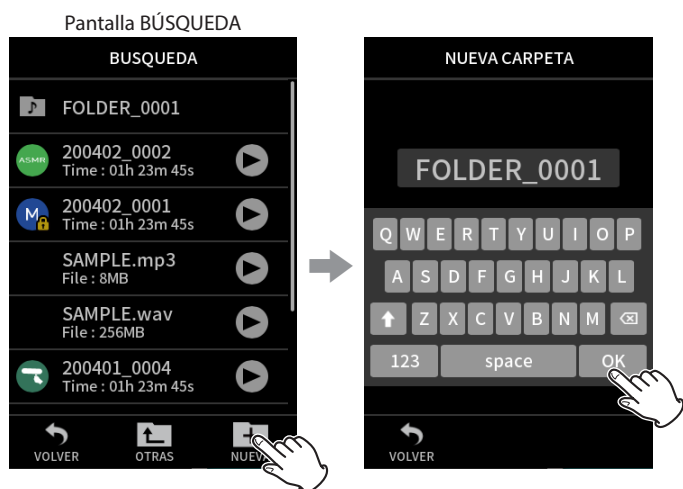 Pantalla BÚSQUEDA
BUSQUEDA
FOLDER_0001
ASMR
200402_0002
Time : 01h 23m 45s
M
200402_0001
Time : 01h 23m 45s
SAMPLE.mp3
File : 8MB
SAMPLE.wav
File : 256MB
200401_0004
Time : 01h 23m 45s
VOLVER OTRAS NUEVA
NUEVA CARPETA
FOLDER_0001
Q W E R T Y U I O P
A S D F G H J K L
Z X C V B N M
123 space OK
VOLVER